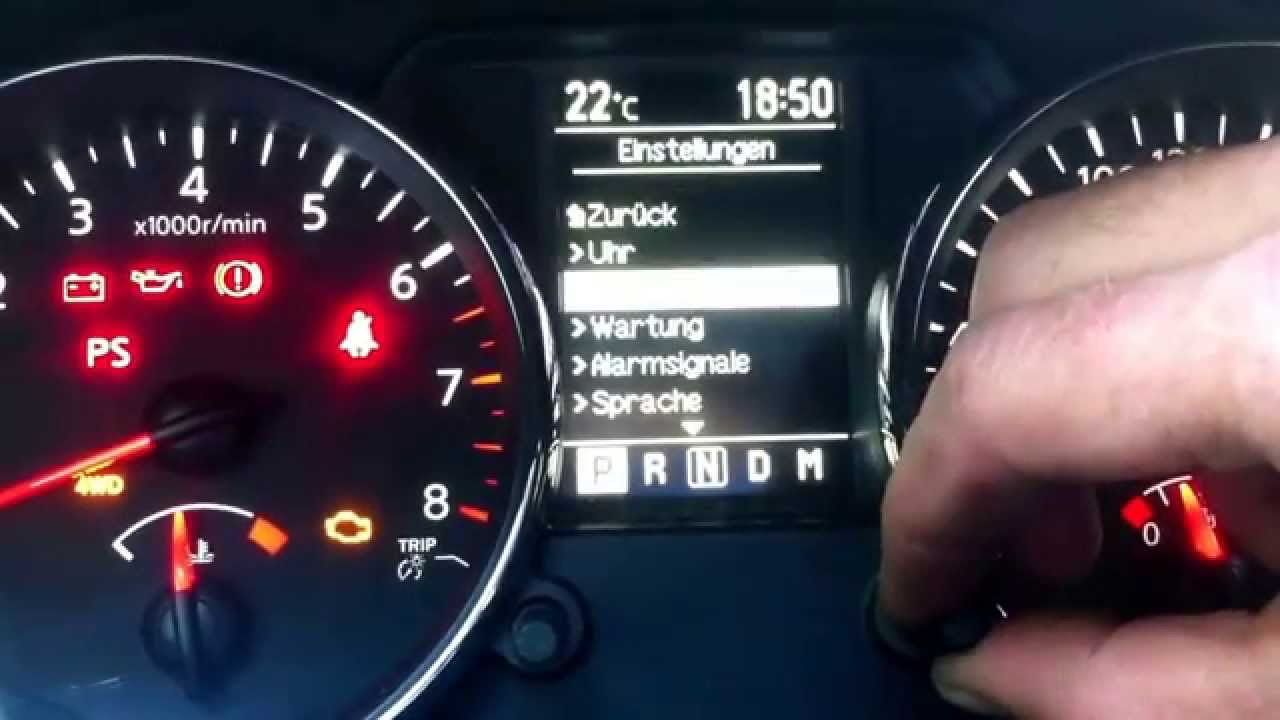 22°C 18:50
Einstellungen
Zurück
> Uhr
> Wartung
> Alarmsignale
> Sprache
P R N D M
2
3
4
5
6
7
8
x1000r/min
PS
4WD
TRIP
0